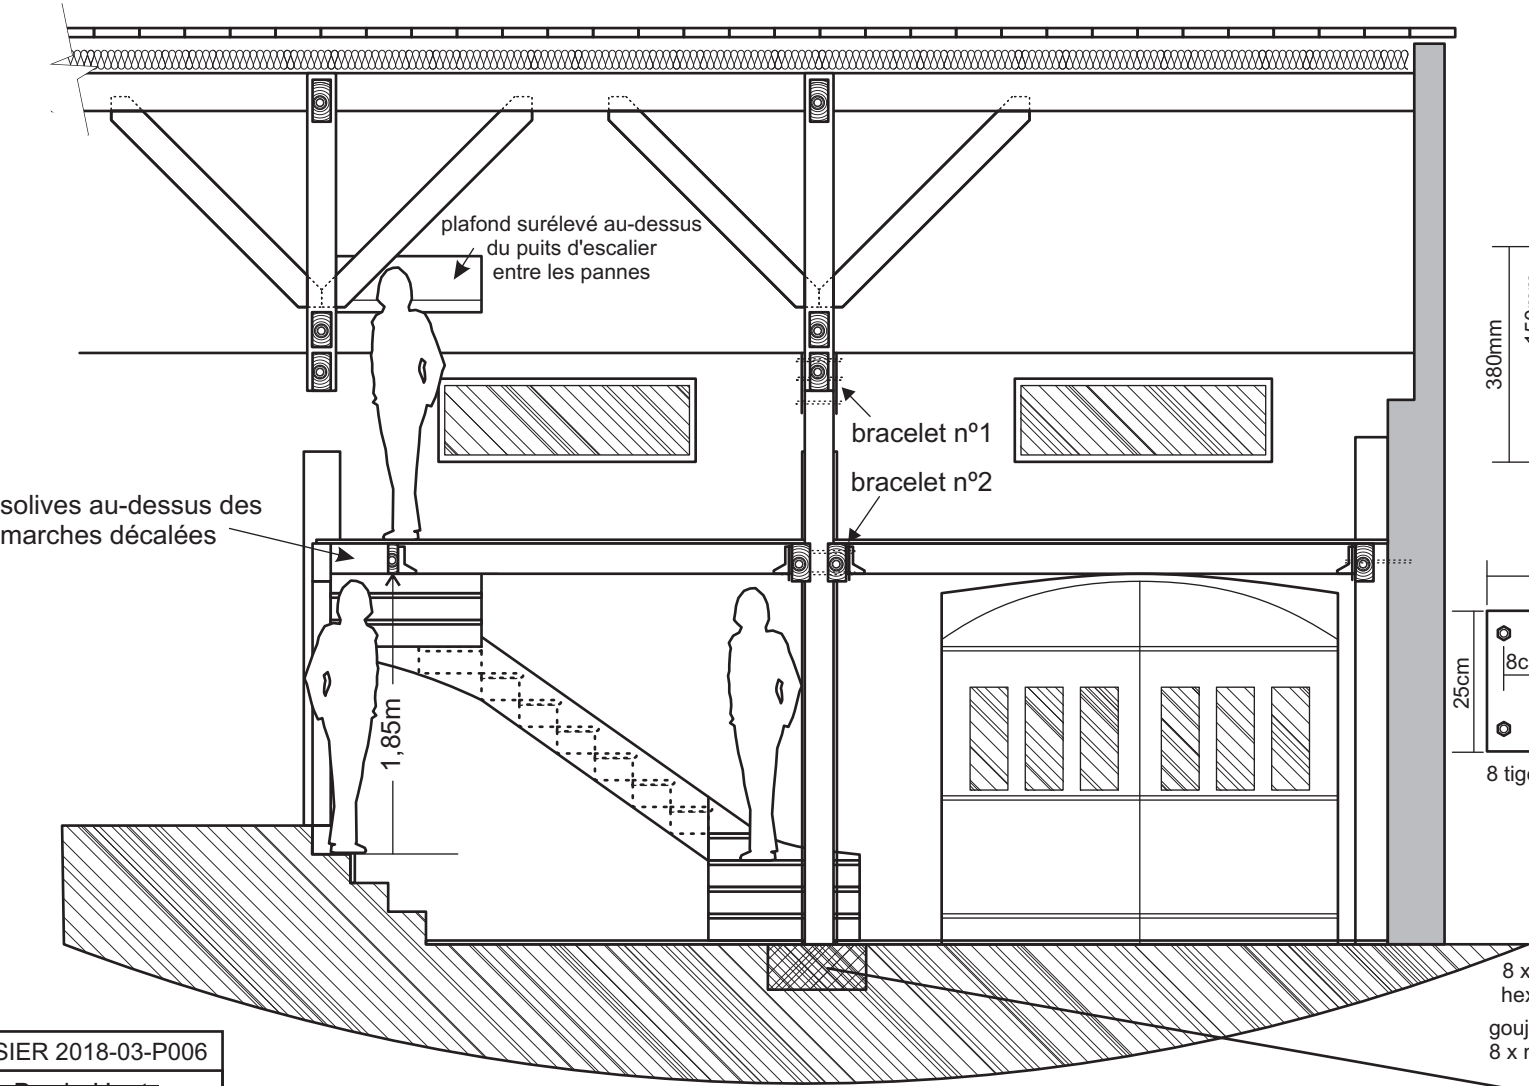 plafond surélevé au-dessus
du puits d'escalier
entre les pannes
380mm
bracelet nº1
bracelet nº2
solives au-dessus des
marches décalées
1,85m
25cm
8c
8 tig
8 x
hex
gouj
8 x
SIER 2018-03-P006